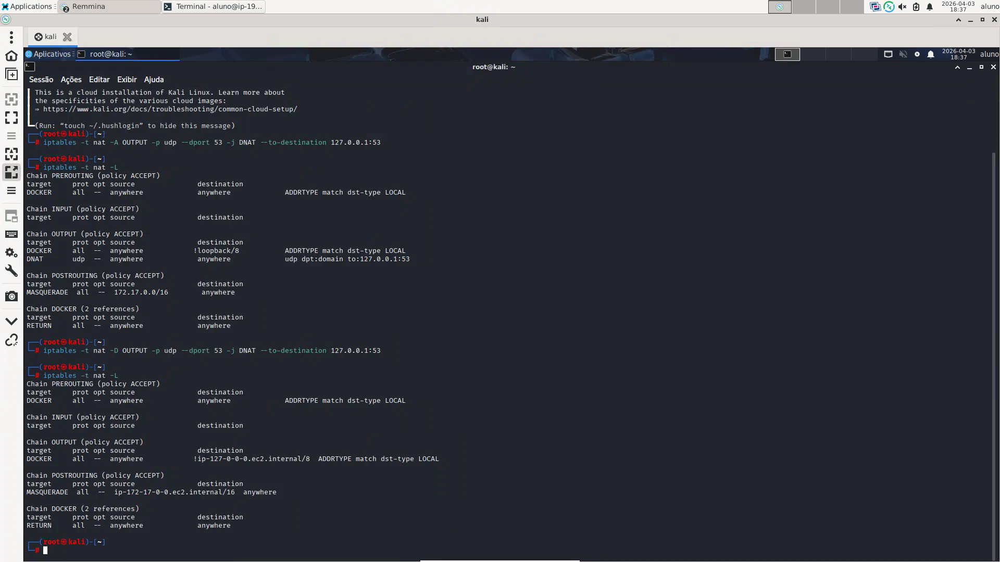 Applications
Remmina
Terminal - aluno@ip-19...
2026-04-03
18:37
aluno
2
kali
kali
Aplicativos
root@kali: ~
2026-04-03
18:37
aluno
root@kali: ~
Sessão Ações Editar Exibir Ajuda
This is a cloud installation of Kali Linux. Learn more about
the specificities of the various cloud images:
⇒ https://www.kali.org/docs/troubleshooting/common-cloud-setup/
(Run: “touch ~/.hushlogin” to hide this message)
┌──(root㉿kali)-[~]
└─# iptables -t nat -A OUTPUT -p udp --dport 53 -j DNAT --to-destination 127.0.0.1:53
┌──(root㉿kali)-[~]
└─# iptables -t nat -L
Chain PREROUTING (policy ACCEPT)
target     prot opt source               destination
DOCKER     all  --  anywhere             anywhere             ADDRTYPE match dst-type LOCAL
Chain INPUT (policy ACCEPT)
target     prot opt source               destination
Chain OUTPUT (policy ACCEPT)
target     prot opt source               destination
DOCKER     all  --  anywhere            !loopback/8           ADDRTYPE match dst-type LOCAL
DNAT       udp  --  anywhere             anywhere             udp dpt:domain to:127.0.0.1:53
Chain POSTROUTING (policy ACCEPT)
target     prot opt source               destination
MASQUERADE  all  --  172.17.0.0/16        anywhere
Chain DOCKER (2 references)
target     prot opt source               destination
RETURN     all  --  anywhere             anywhere
┌──(root㉿kali)-[~]
└─# iptables -t nat -D OUTPUT -p udp --dport 53 -j DNAT --to-destination 127.0.0.1:53
┌──(root㉿kali)-[~]
└─# iptables -t nat -L
Chain PREROUTING (policy ACCEPT)
target     prot opt source               destination
DOCKER     all  --  anywhere             anywhere             ADDRTYPE match dst-type LOCAL
Chain INPUT (policy ACCEPT)
target     prot opt source               destination
Chain OUTPUT (policy ACCEPT)
target     prot opt source               destination
DOCKER     all  --  anywhere            !ip-127-0-0-0.ec2.internal/8  ADDRTYPE match dst-type LOCAL
Chain POSTROUTING (policy ACCEPT)
target     prot opt source               destination
MASQUERADE  all  --  ip-172-17-0-0.ec2.internal/16  anywhere
Chain DOCKER (2 references)
target     prot opt source               destination
RETURN     all  --  anywhere             anywhere
┌──(root㉿kali)-[~]
└─#